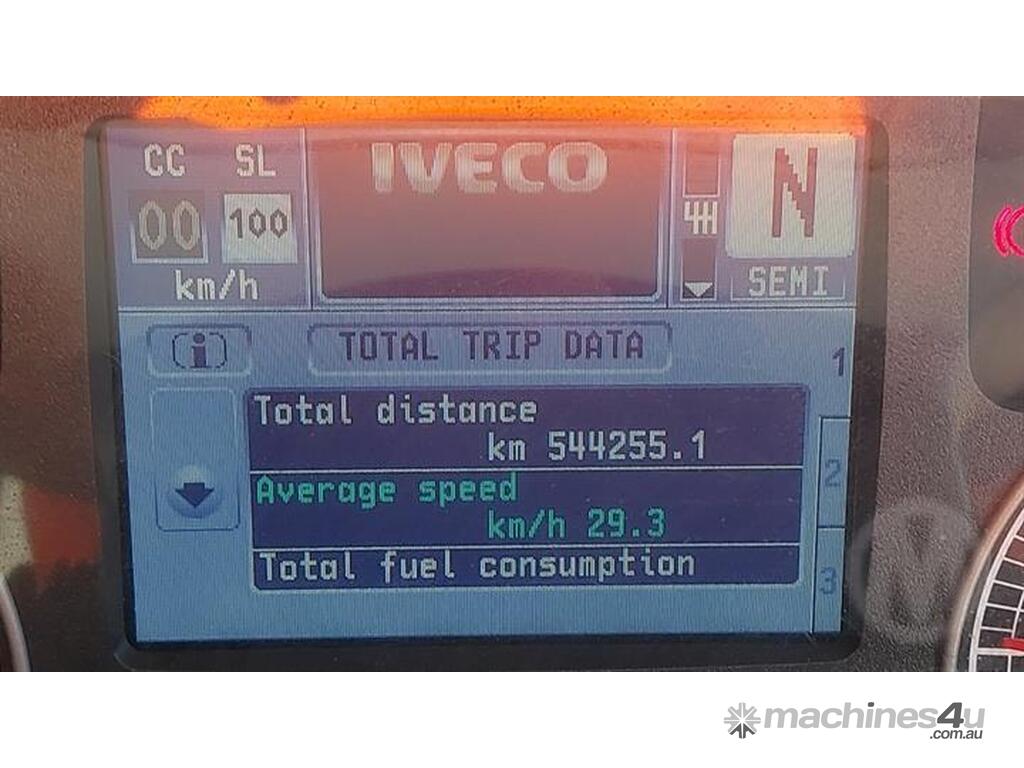 CC SL
00 100
km/h
IVECO
N
SEMI
TOTAL TRIP DATA
1
Total distance
km 544255.1
2
Average speed
km/h 29.3
Total fuel consumption
3
machines4u
.com.au